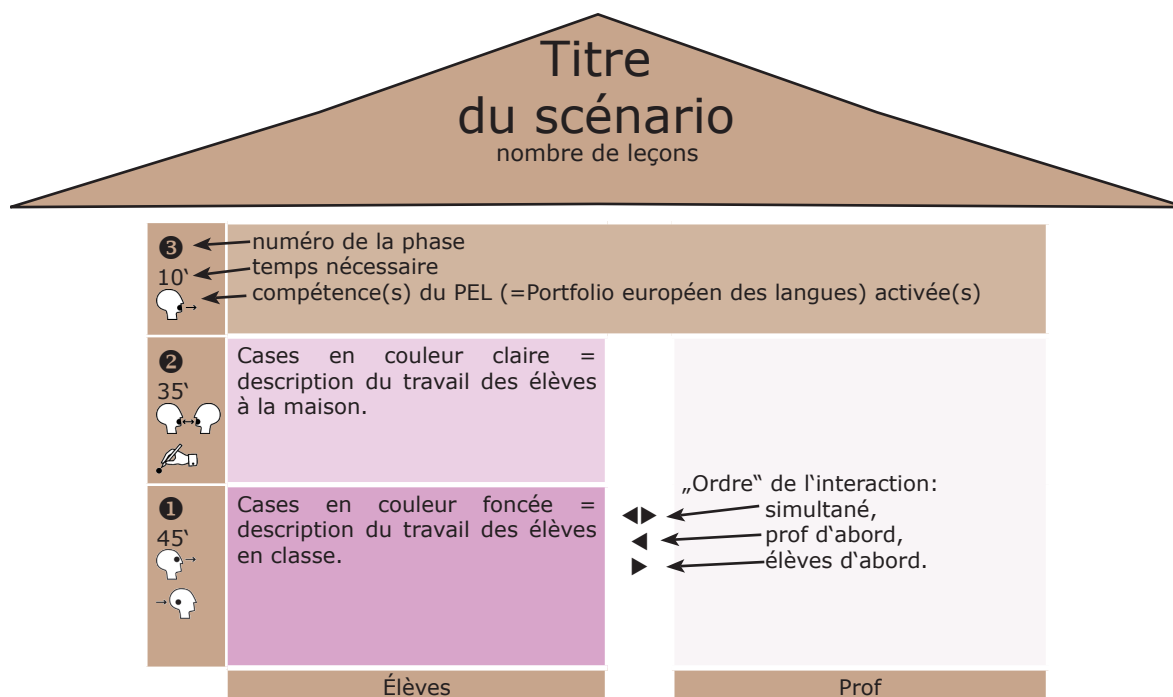 Titre
du scénario
nombre de leçons
❸
numéro de la phase
10‘
temps nécessaire
compétence(s) du PEL (=Portfolio européen des langues) activée(s)
❷
35‘
Cases en couleur claire =
description du travail des élèves
à la maison.
❶
45‘
Cases en couleur foncée =
description du travail des élèves
en classe.
„Ordre“ de l‘interaction:
simultané,
prof d‘abord,
élèves d‘abord.
Élèves
Prof